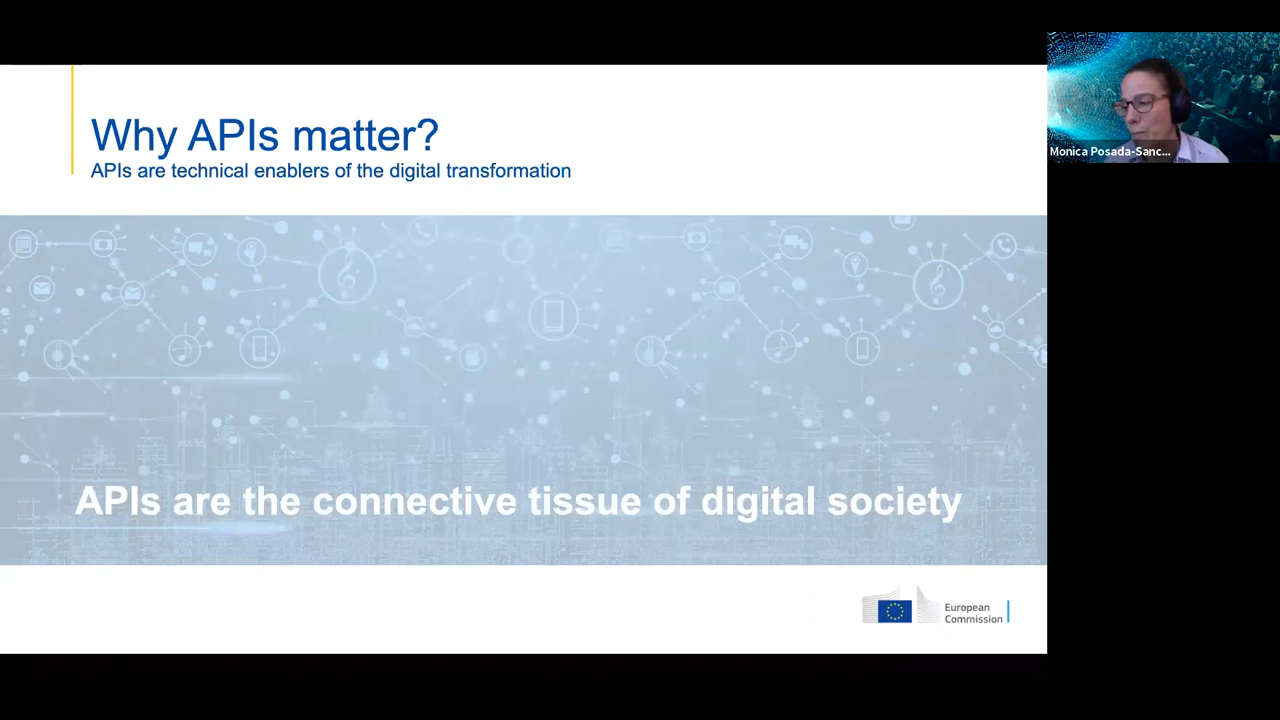 Why APIs matter?
APIs are technical enablers of the digital transformation
Monica Posada-Sanc...
APIs are the connective tissue of digital society
European
Commission